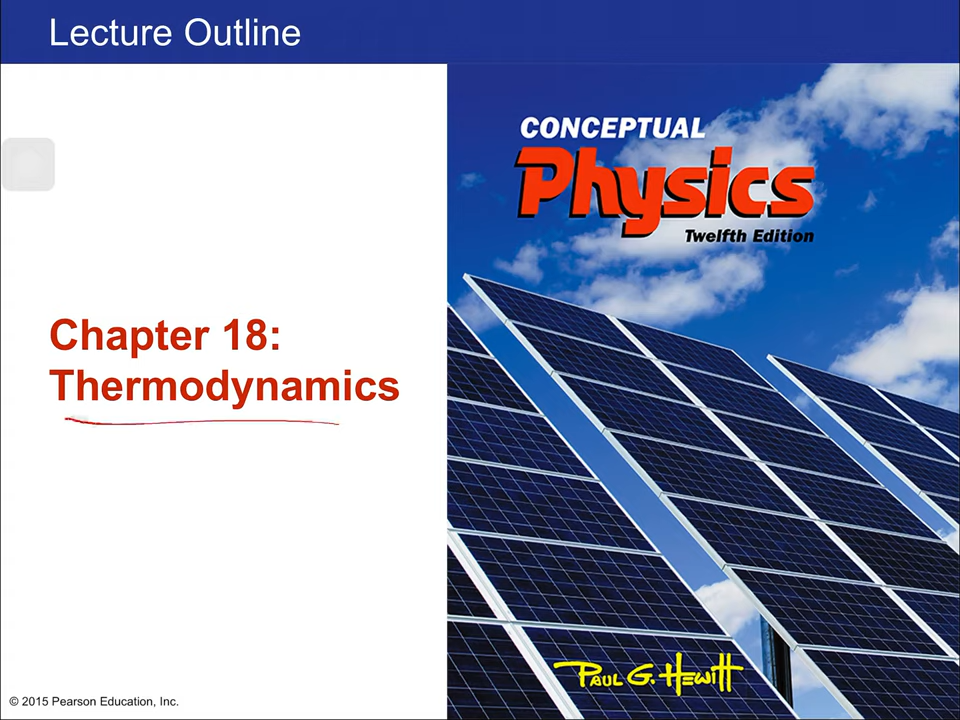 Lecture Outline
CONCEPTUAL
Physics
Twelfth Edition
Chapter 18:
Thermodynamics
PAUL G. HEWITT
© 2015 Pearson Education, Inc.